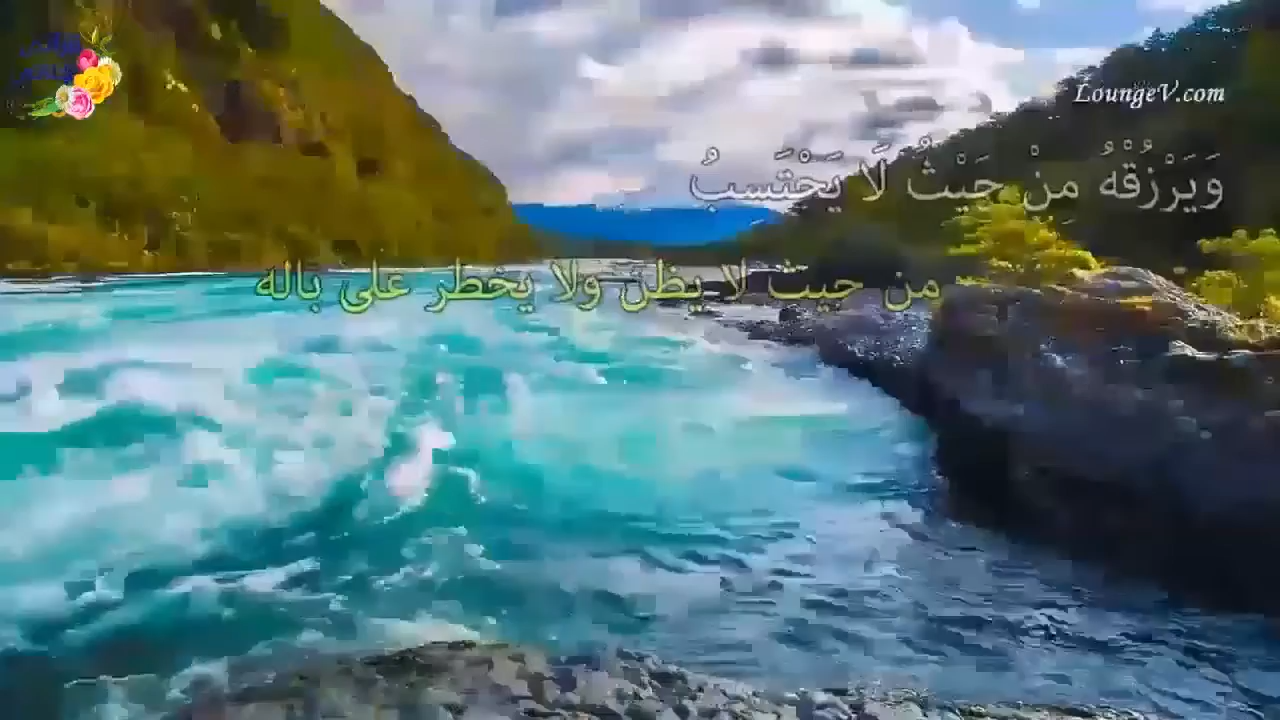 LoungeV.com
وَيَرْزُقْهُ مِنْ حَيْثُ لَا يَحْتَسِبُ
من حيث لا يظن ولا يخطر على باله